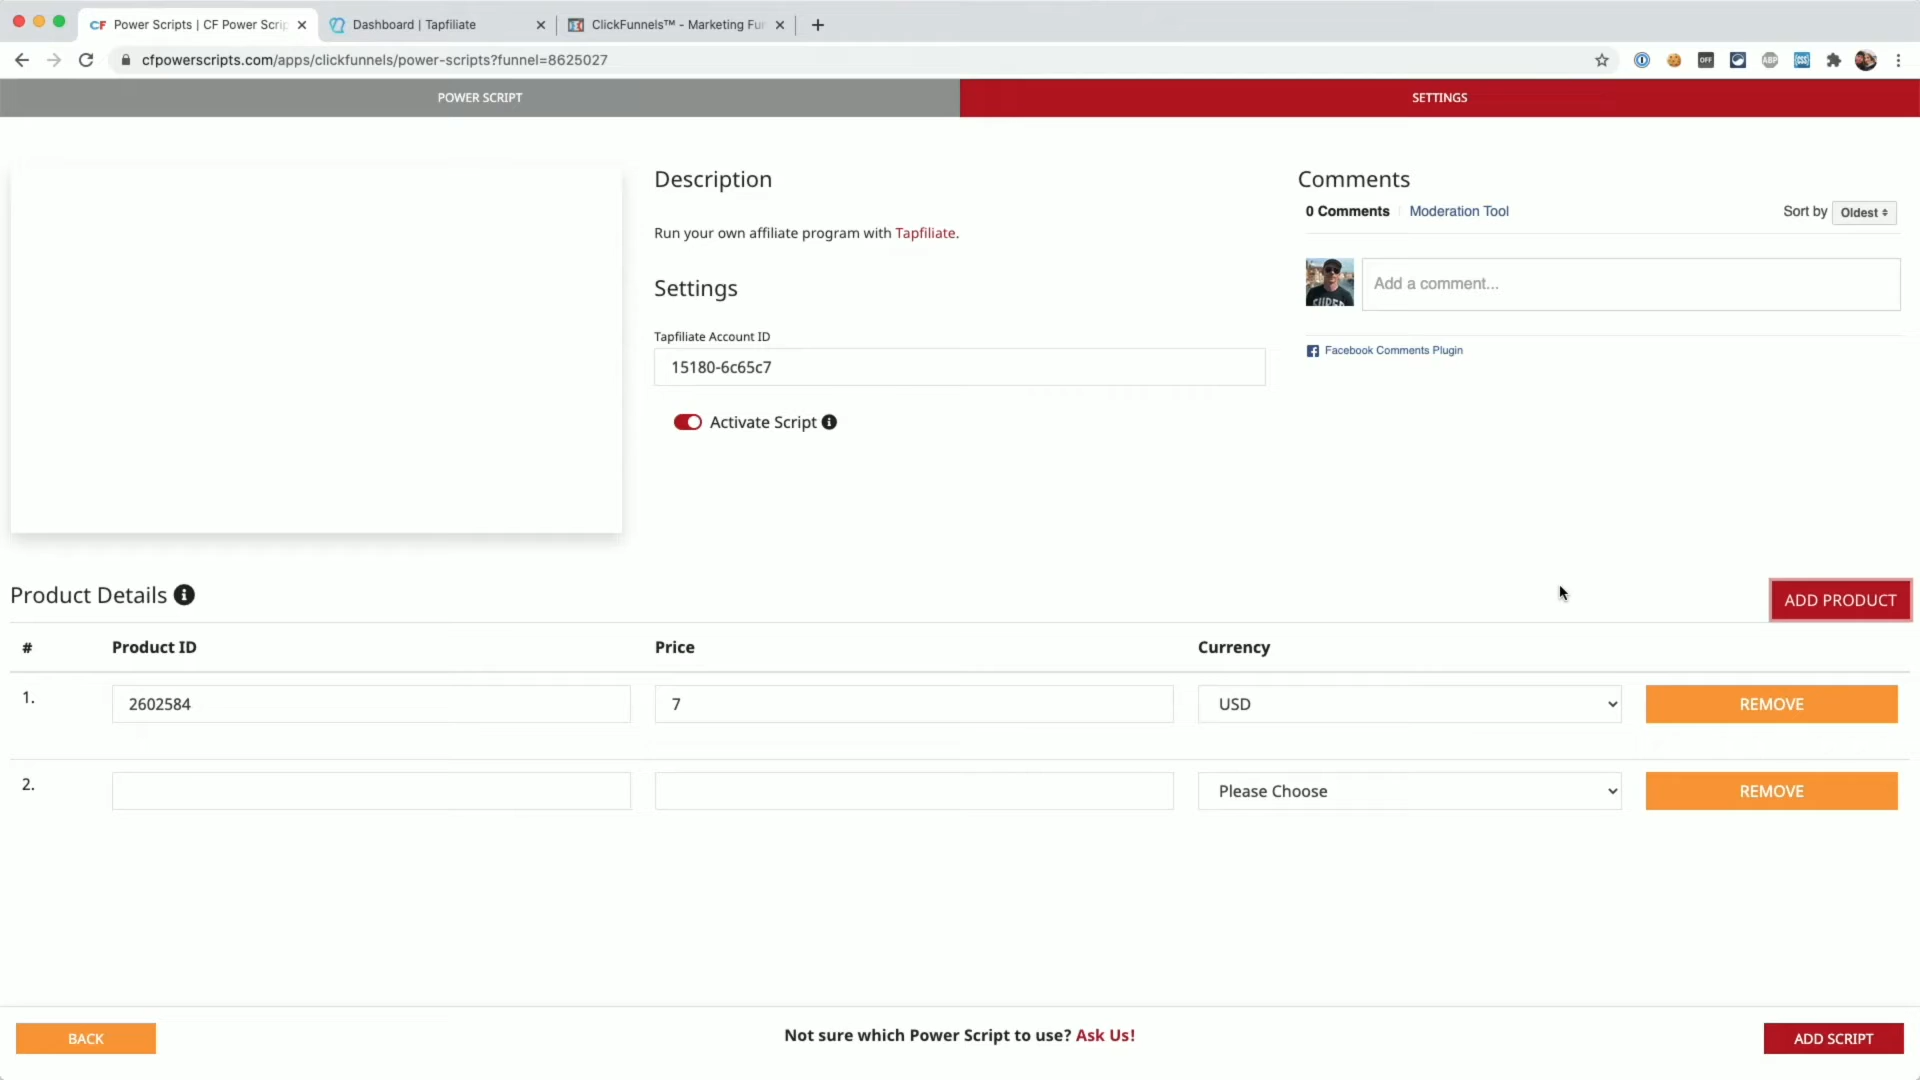 CF Power Scripts | CF Power Scrip
Dashboard | Tapfiliate
ClickFunnels™ - Marketing Fu
cfpowerscripts.com/apps/clickfunnels/power-scripts?funnel=8625027
OFF
ABP
CSS
POWER SCRIPT
SETTINGS
Description
Run your own affiliate program with Tapfiliate.
Settings
Tapfiliate Account ID
15180-6c65c7
Activate Script
Comments
0 Comments
Moderation Tool
Sort by Oldest
Add a comment...
Facebook Comments Plugin
Product Details
ADD PRODUCT
# Product ID Price Currency
1. 2602584 7 USD REMOVE
2. Please Choose REMOVE
BACK
Not sure which Power Script to use? Ask Us!
ADD SCRIPT